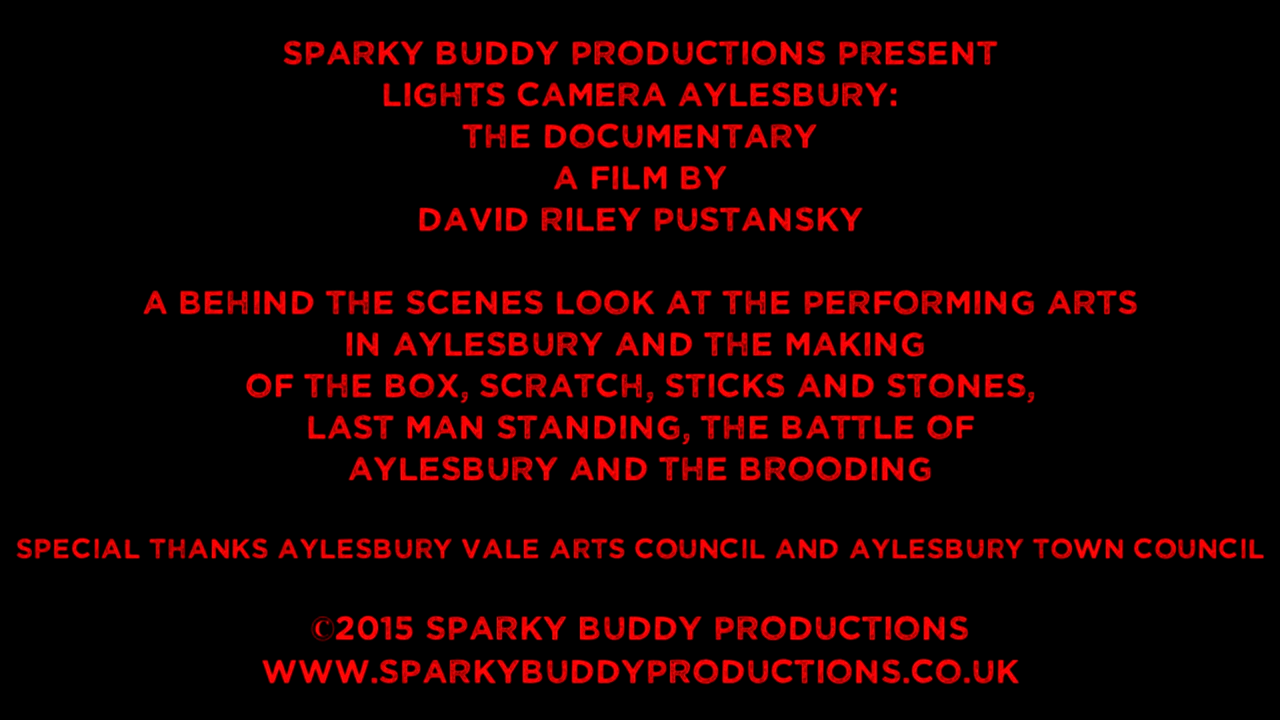 SPARKY BUDDY PRODUCTIONS PRESENT
LIGHTS CAMERA AYLESBURY:
THE DOCUMENTARY
A FILM BY
DAVID RILEY PUSTANSKY
A BEHIND THE SCENES LOOK AT THE PERFORMING ARTS
IN AYLESBURY AND THE MAKING
OF THE BOX, SCRATCH, STICKS AND STONES,
LAST MAN STANDING, THE BATTLE OF
AYLESBURY AND THE BROODING
SPECIAL THANKS AYLESBURY VALE ARTS COUNCIL AND AYLESBURY TOWN COUNCIL
©2015 SPARKY BUDDY PRODUCTIONS
WWW.SPARKYBUDDYPRODUCTIONS.CO.UK